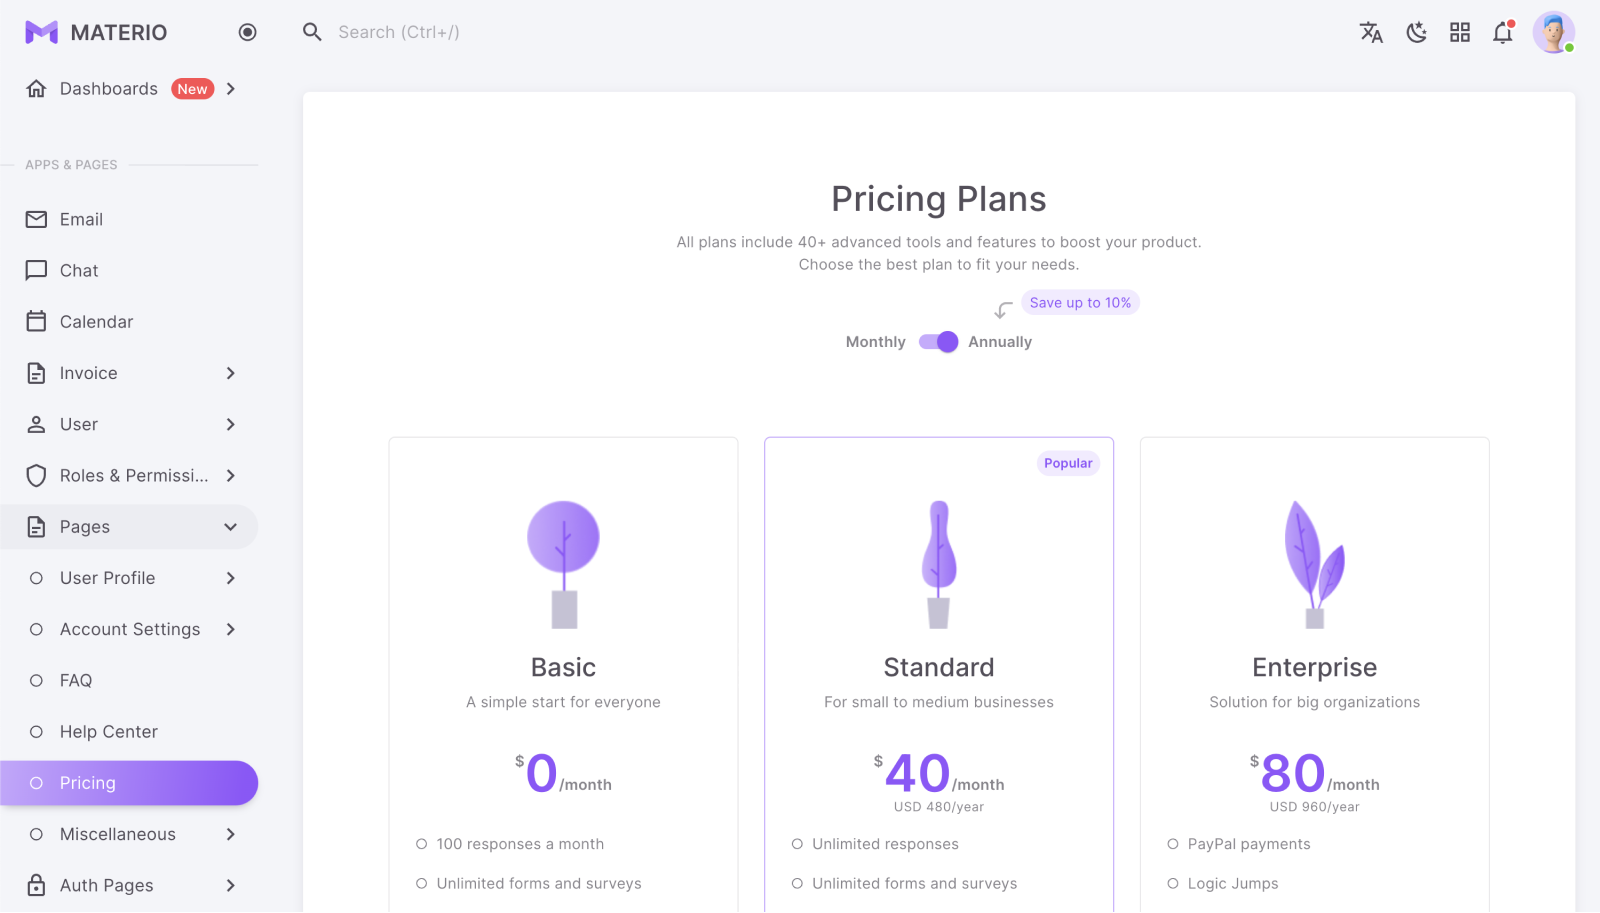 MATERIO
Search (Ctrl+/)
Dashboards
New
APPS & PAGES
Email
Chat
Calendar
Invoice
User
Roles & Permissi...
Pages
User Profile
Account Settings
FAQ
Help Center
Pricing
Miscellaneous
Auth Pages
Pricing Plans
All plans include 40+ advanced tools and features to boost your product.
Choose the best plan to fit your needs.
Save up to 10%
Monthly
Annually
Basic
A simple start for everyone
$0/month
100 responses a month
Unlimited forms and surveys
Popular
Standard
For small to medium businesses
$40/month
USD 480/year
Unlimited responses
Unlimited forms and surveys
Enterprise
Solution for big organizations
$80/month
USD 960/year
PayPal payments
Logic Jumps